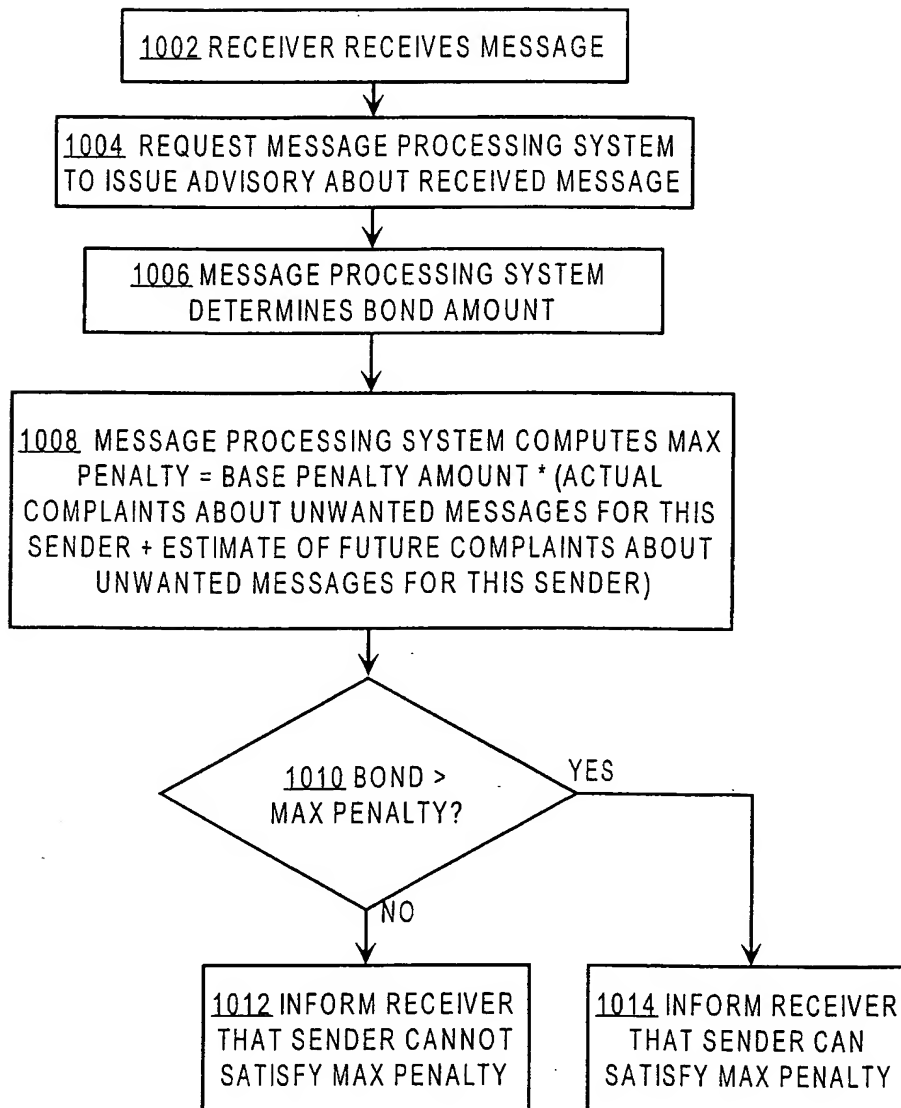 1002 RECEIVER RECEIVES MESSAGE
1004 REQUEST MESSAGE PROCESSING SYSTEM
TO ISSUE ADVISORY ABOUT RECEIVED MESSAGE
1006 MESSAGE PROCESSING SYSTEM
DETERMINES BOND AMOUNT
1008 MESSAGE PROCESSING SYSTEM COMPUTES MAX
PENALTY = BASE PENALTY AMOUNT * (ACTUAL
COMPLAINTS ABOUT UNWANTED MESSAGES FOR THIS
SENDER + ESTIMATE OF FUTURE COMPLAINTS ABOUT
UNWANTED MESSAGES FOR THIS SENDER)
1010 BOND >
MAX PENALTY?
YES
NO
1012 INFORM RECEIVER
THAT SENDER CANNOT
SATISFY MAX PENALTY
1014 INFORM RECEIVER
THAT SENDER CAN
SATISFY MAX PENALTY